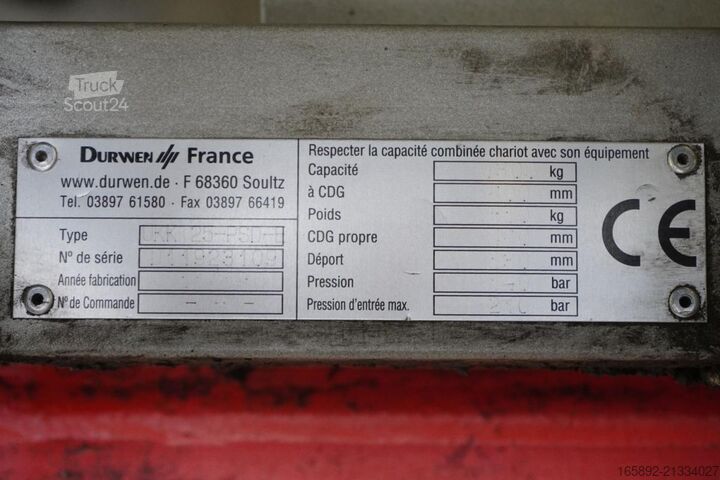 Truck
Scout24
DURWEN France
www.durwen.de · F 68360 Soultz
Tel. 03897 61580 · Fax 03897 66419
Type
N° de série
Année fabrication
N° de Commande
Respecter la capacité combinée chariot avec son équipement
Capacité kg
à CDG mm
Poids kg
CDG propre mm
Déport mm
Pression bar
Pression d'entrée max. bar
CE
165892-21334027